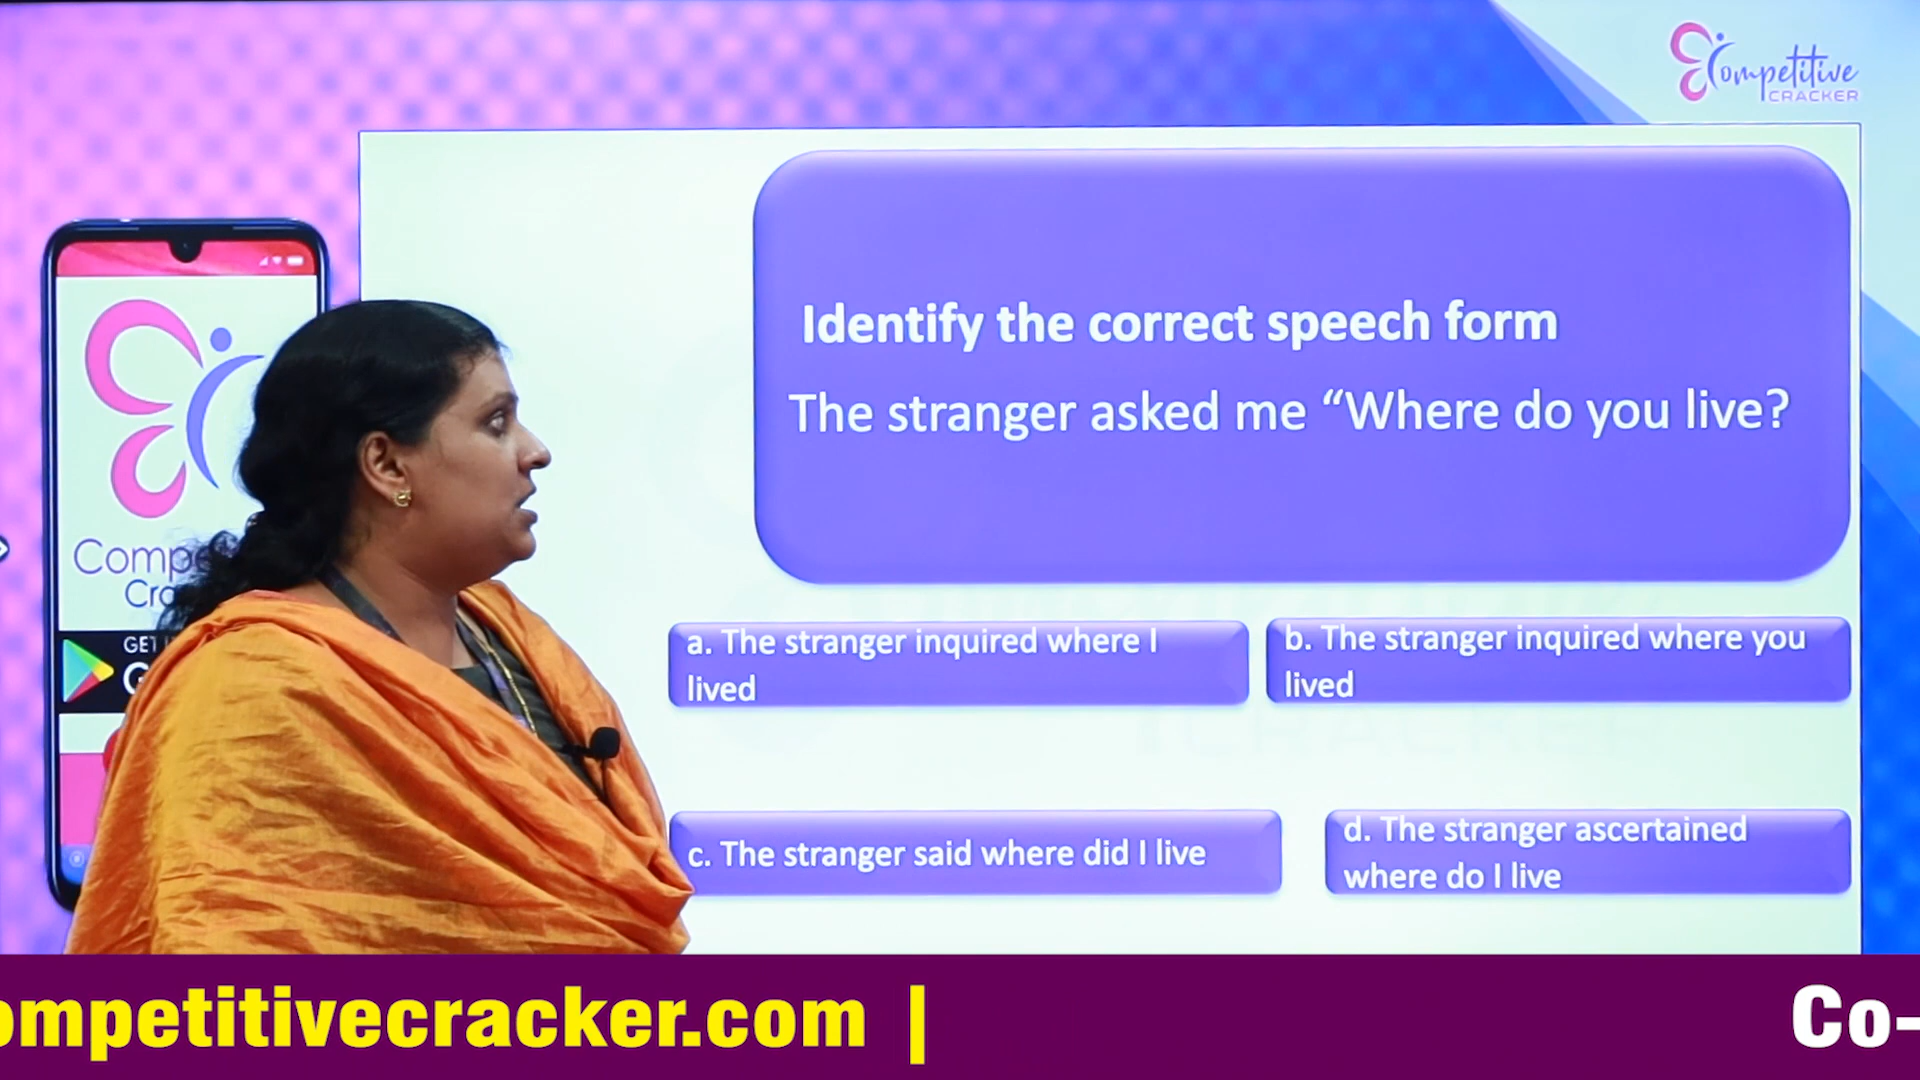 Competitive
CRACKER
Identify the correct speech form
The stranger asked me “Where do you live?
a. The stranger inquired where I
lived
b. The stranger inquired where you
lived
c. The stranger said where did I live
d. The stranger ascertained
where do I live
GET
ompetitivecracker.com |
Co-